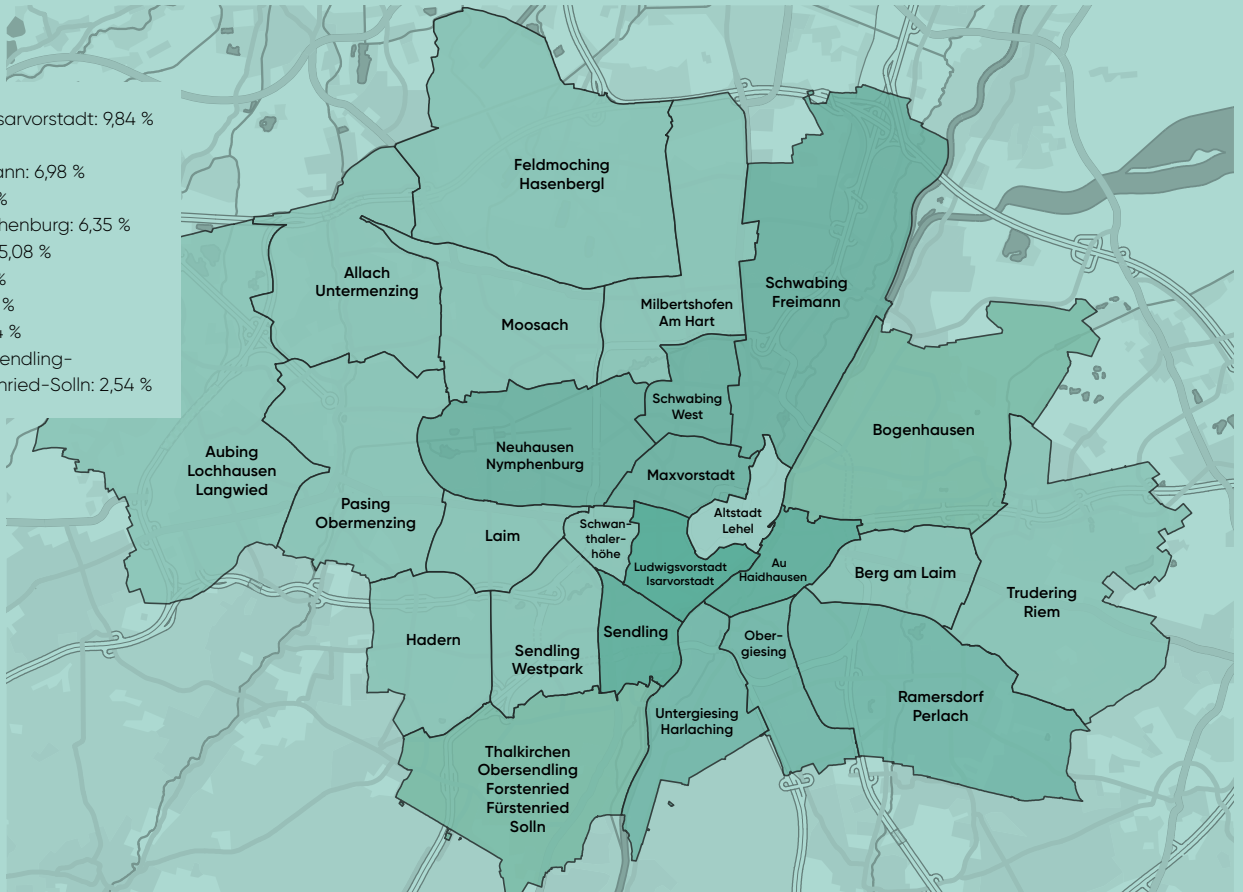 sarvorstadt: 9,84 %
ann: 6,98 %
%
henburg: 6,35 %
5,08 %
%
%
4 %
endling-
nried-Solln: 2,54 %
Feldmoching
Hasenbergl
Allach
Untermenzing
Moosach
Milbertshofen
Am Hart
Schwabing
Freimann
Schwabing
West
Bogenhausen
Neuhausen
Nymphenburg
Maxvorstadt
Aubing
Lochhausen
Langwied
Pasing
Obermenzing
Laim
Schwan-
thaler-
höhe
Altstadt
Lehel
Ludwigsvorstadt
Isarvorstadt
Au
Haidhausen
Berg am Laim
Trudering
Riem
Hadern
Sendling
Westpark
Sendling
Ober-
giesing
Untergiesing
Harlaching
Ramersdorf
Perlach
Thalkirchen
Obersendling
Forstenried
Fürstenried
Solln